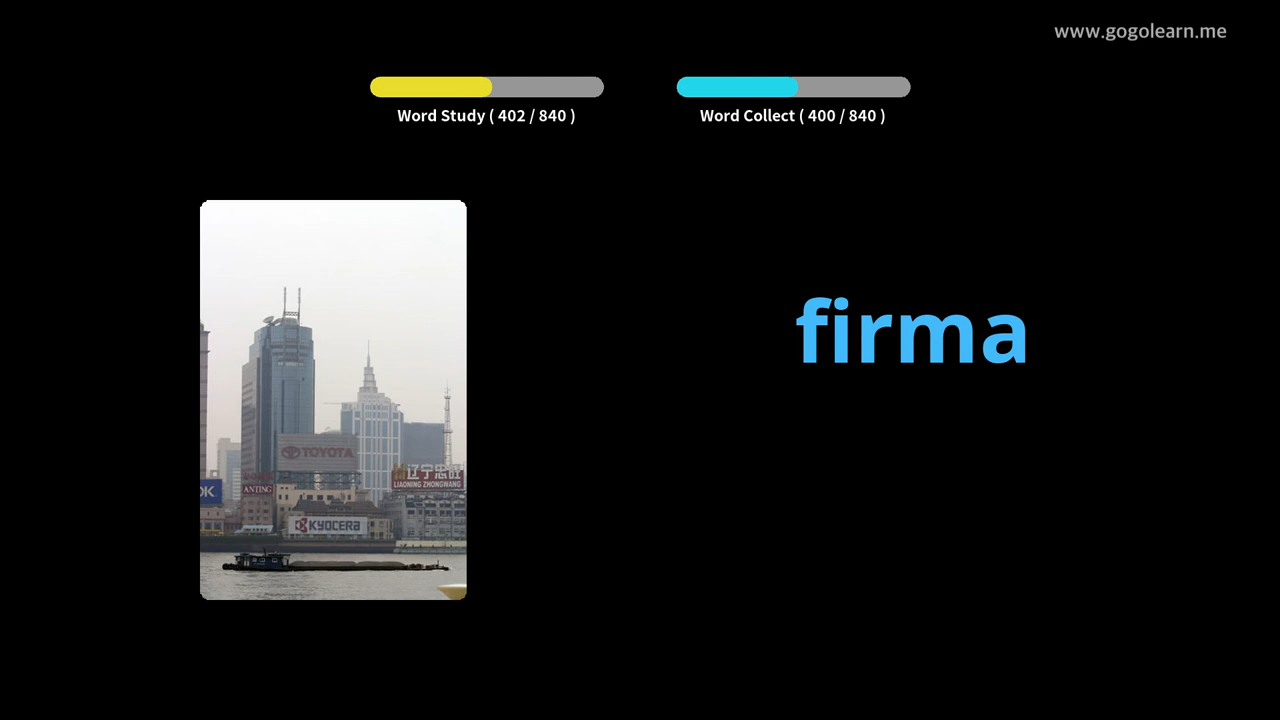 www.gogolearn.me
Word Study ( 402 / 840 )
Word Collect ( 400 / 840 )
firma
TOYOTA
辽宁忠旺
LIAONING ZHONGWANG
OK
ANTING
KYOCERA